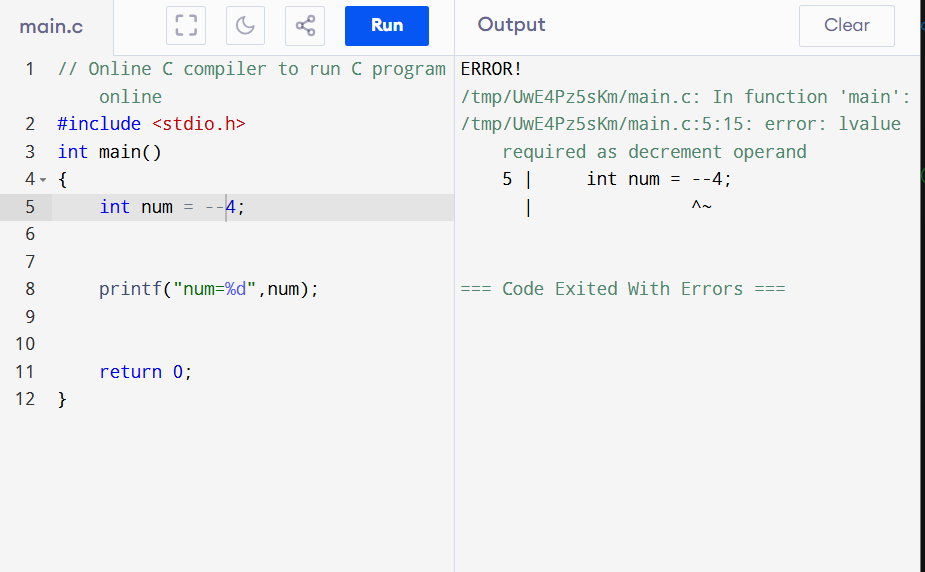 main.c
Run
Output
Clear
1 // Online C compiler to run C program
online
2 #include <stdio.h>
3 int main()
4 {
5 int num = --4;
6
7
8 printf("num=%d",num);
9
10
11 return 0;
12 }
ERROR!
/tmp/UwE4Pz5sKm/main.c: In function 'main':
/tmp/UwE4Pz5sKm/main.c:5:15: error: lvalue
required as decrement operand
5 | int num = --4;
| ^~
=== Code Exited With Errors ===